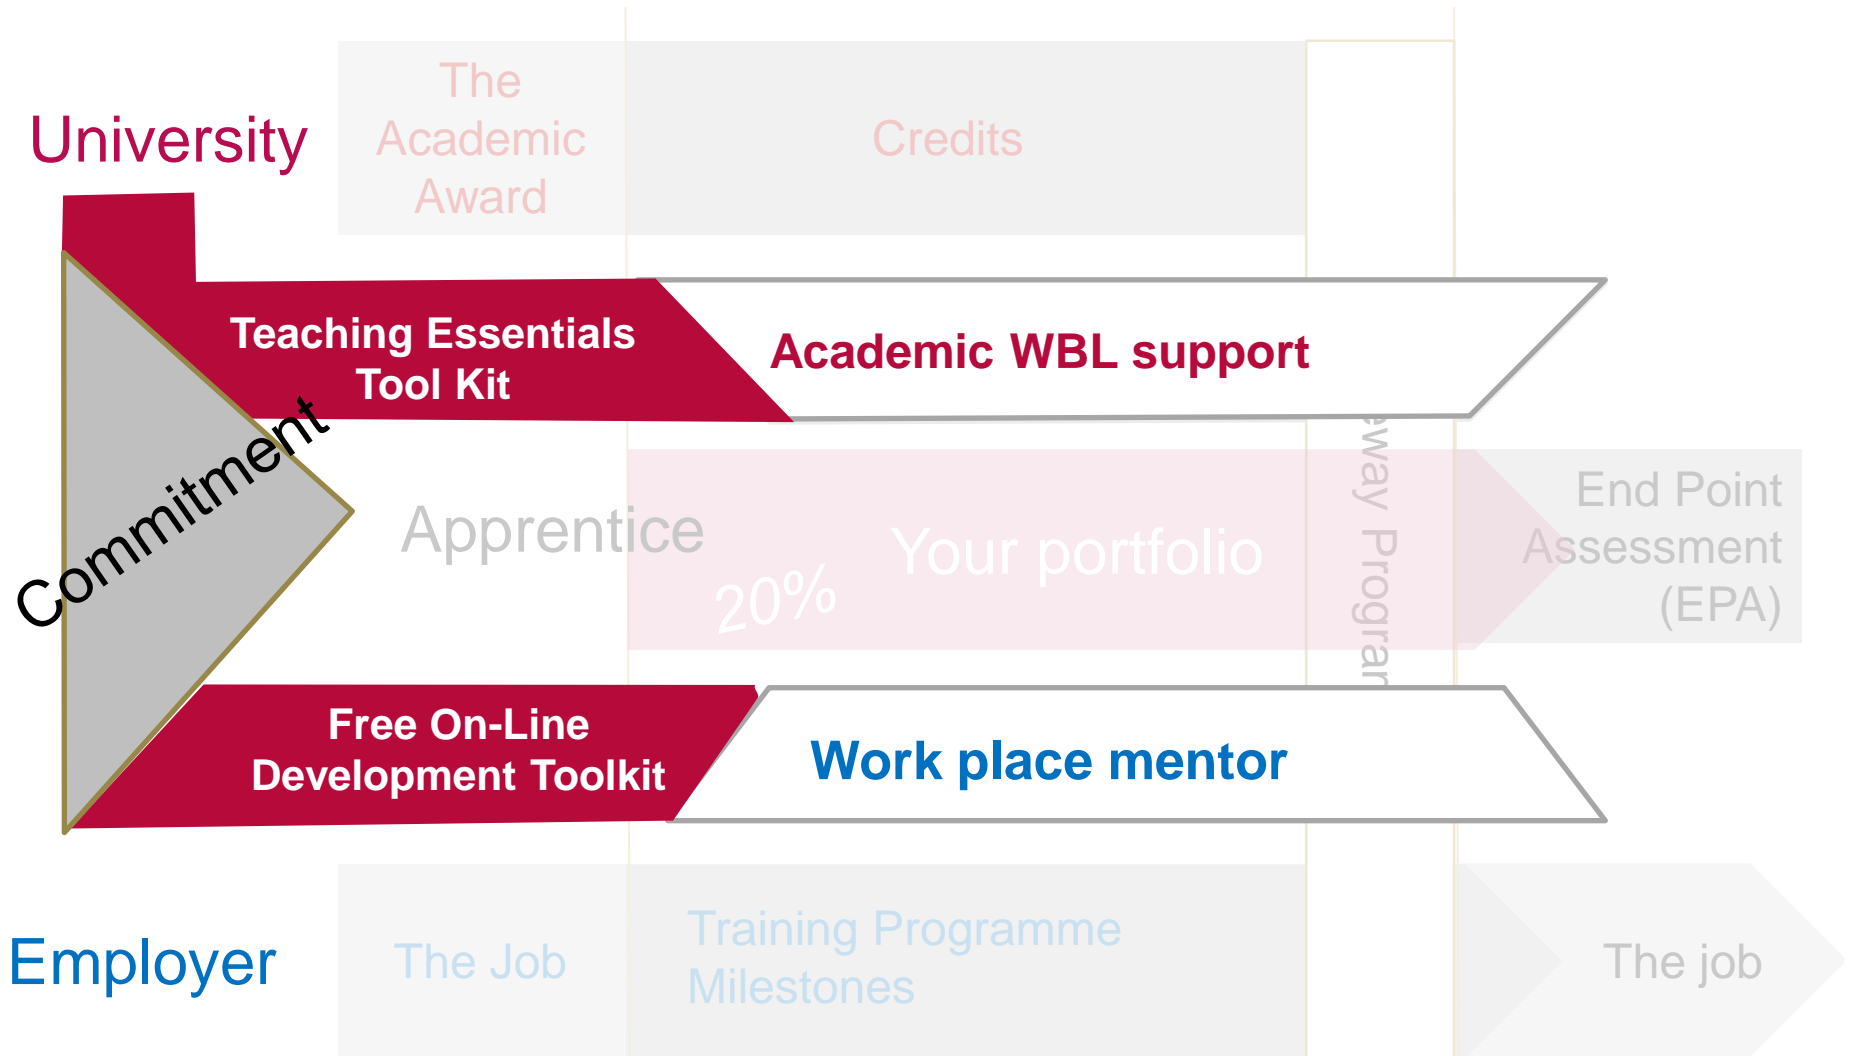 University
The
Academic
Award
Credits
Teaching Essentials
Tool Kit
Academic WBL support
Commitment
Apprentice
20%
Your portfolio
End Point
Assessment
(EPA)
Free On-Line
Development Toolkit
Work place mentor
Employer
The Job
Training Programme
Milestones
The job